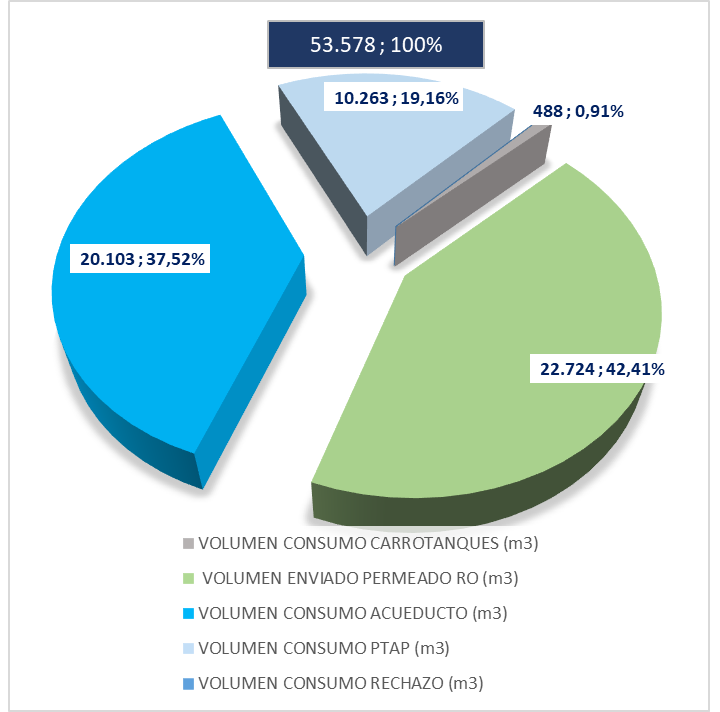 53.578 ; 100%
10.263 ; 19,16%
488 ; 0,91%
20.103 ; 37,52%
22.724 ; 42,41%
VOLUMEN CONSUMO CARROTANQUES (m3)
VOLUMEN ENVIADO PERMEADO RO (m3)
VOLUMEN CONSUMO ACUEDUCTO (m3)
VOLUMEN CONSUMO PTAP (m3)
VOLUMEN CONSUMO RECHAZO (m3)